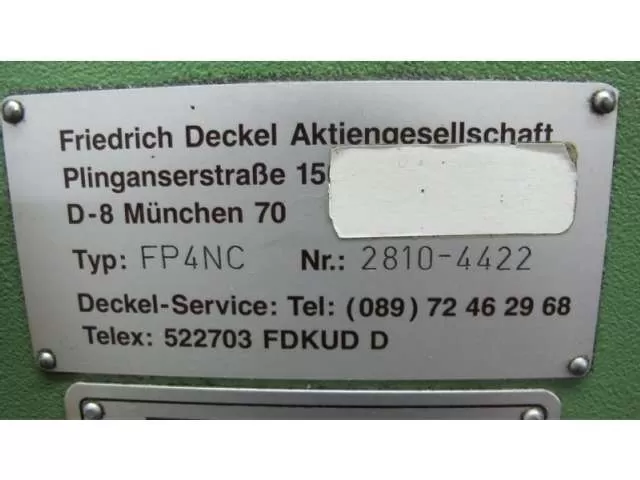 Friedrich Deckel Aktiengesellschaft
Plinganserstraße
D-8 München 70
Typ: FP4NC Nr.: 2810-4422
Deckel-Service: Tel: (089) 72 46 29 68
Telex: 522703 FDKUD D